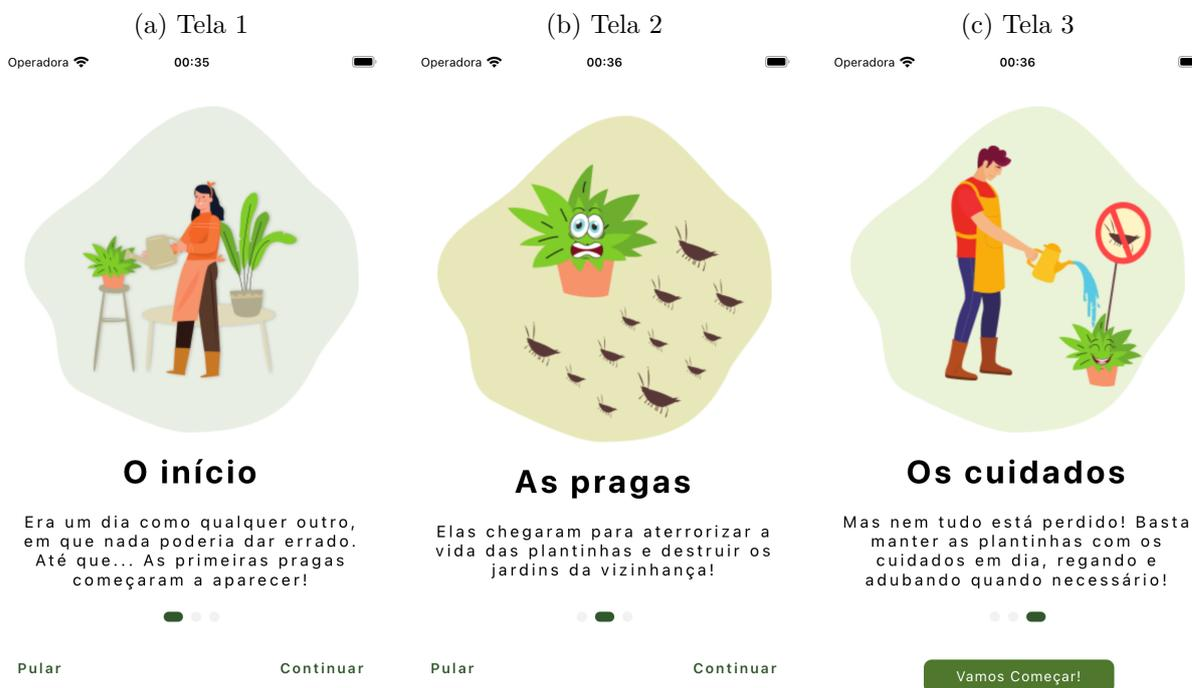 (a) Tela 1
Operadora
00:35
O início
Era um dia como qualquer outro,
em que nada poderia dar errado.
Até que... As primeiras pragas
começaram a aparecer!
Pular
Continuar
(b) Tela 2
Operadora
00:36
As pragas
Elas chegaram para aterrorizar a
vida das plantinhas e destruir os
jardins da vizinhança!
Pular
Continuar
(c) Tela 3
Operadora
00:36
Os cuidados
Mas nem tudo está perdido! Basta
manter as plantinhas com os
cuidados em dia, regando e
adubando quando necessário!
Vamos Começar!